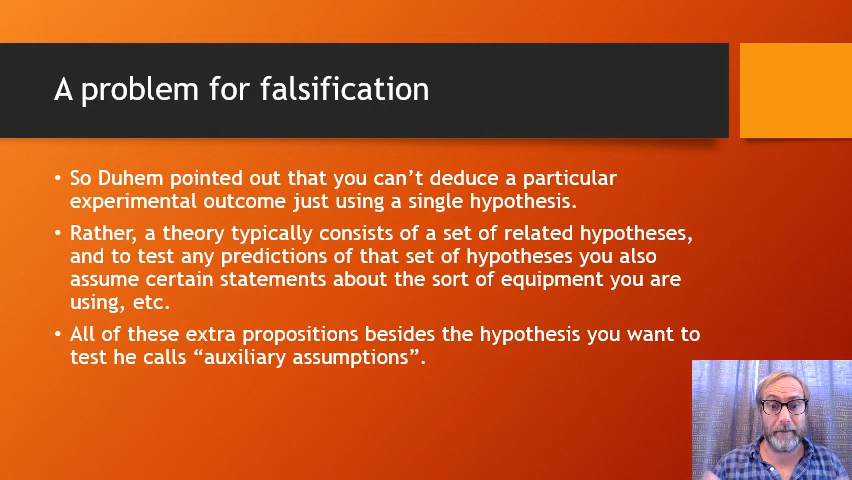 A problem for falsification
• So Duhem pointed out that you can’t deduce a particular
experimental outcome just using a single hypothesis.
• Rather, a theory typically consists of a set of related hypotheses,
and to test any predictions of that set of hypotheses you also
assume certain statements about the sort of equipment you are
using, etc.
• All of these extra propositions besides the hypothesis you want to
test he calls “auxiliary assumptions”.